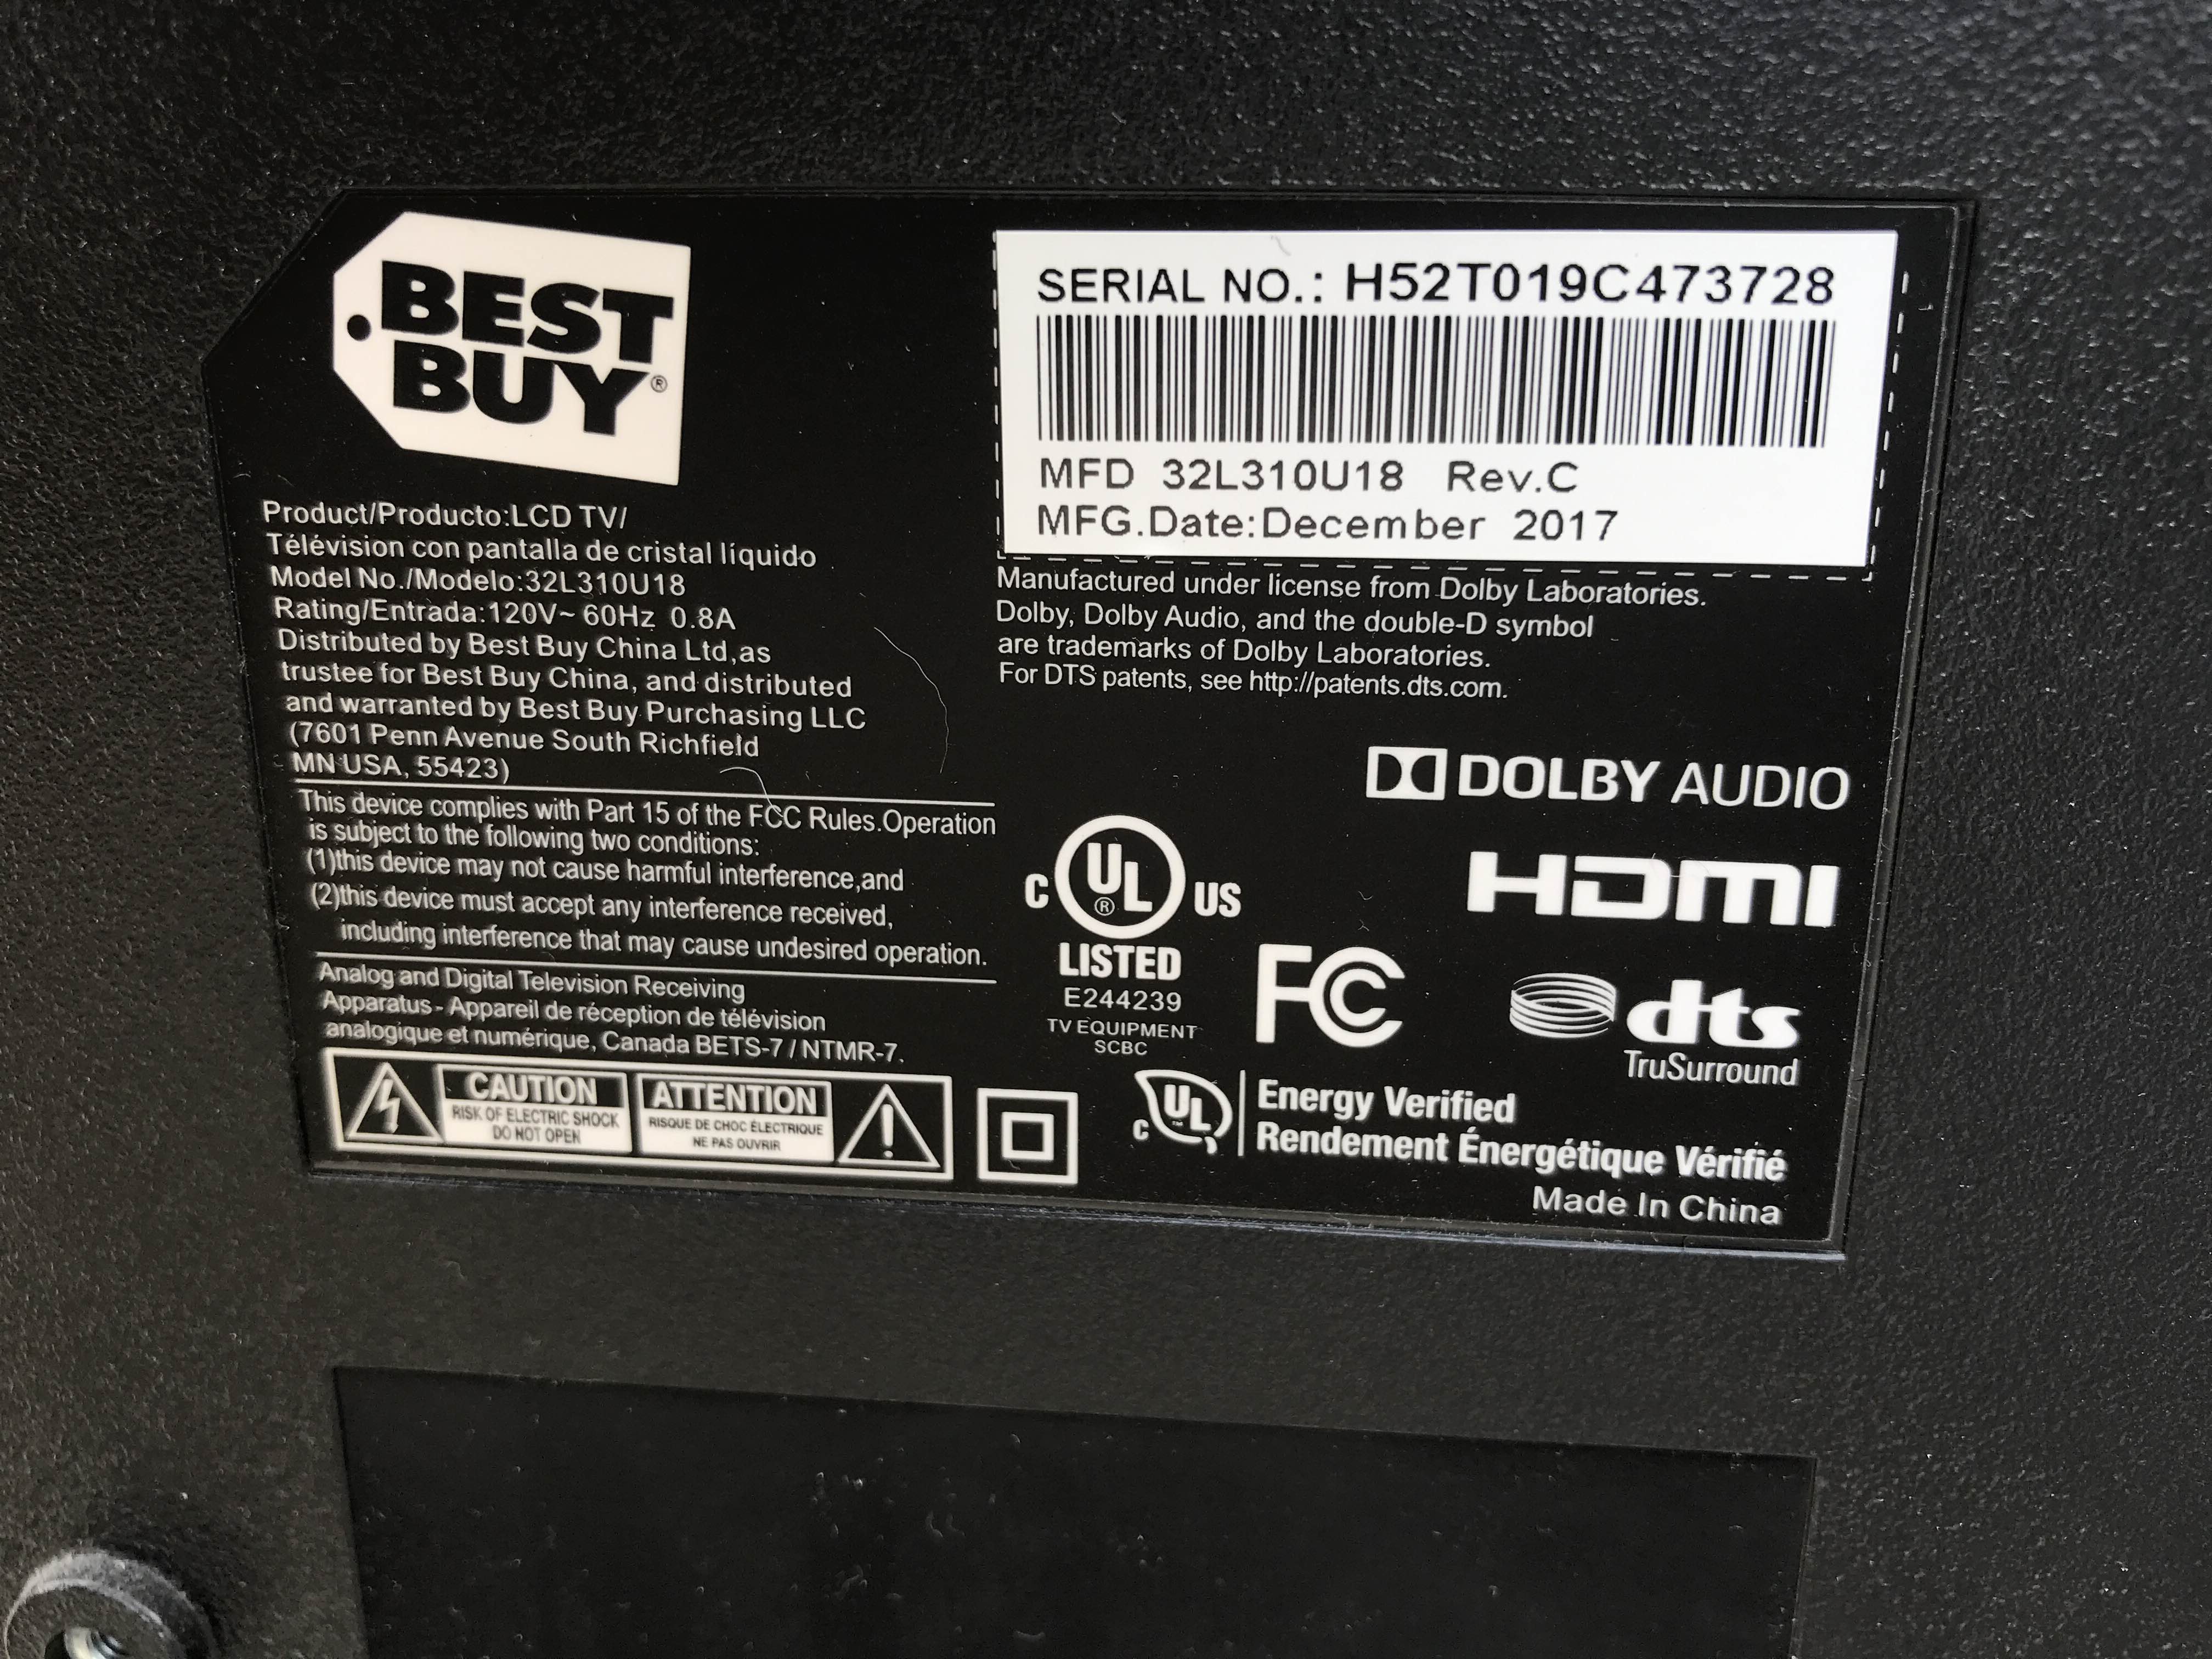 BEST
BUY®
Product/Producto:LCD TV/
Télévision con pantalla de cristal líquido
Model No./Modelo:32L310U18
Rating/Entrada:120V~ 60Hz 0.8A
Distributed by Best Buy China Ltd,as
trustee for Best Buy China, and distributed
and warranted by Best Buy Purchasing LLC
(7601 Penn Avenue South Richfield
MN USA, 55423)
This device complies with Part 15 of the FCC Rules.Operation
is subject to the following two conditions:
(1)this device may not cause harmful interference,and
(2)this device must accept any interference received,
including interference that may cause undesired operation.
Analog and Digital Television Receiving
Apparatus - Appareil de réception de télévision
analogique et numérique, Canada BETS-7 / NTMR-7.
CAUTION
RISK OF ELECTRIC SHOCK
DO NOT OPEN
ATTENTION
RISQUE DE CHOC ÉLECTRIQUE
NE PAS OUVRIR
SERIAL NO.: H52T019C473728
MFD 32L310U18 Rev.C
MFG.Date:December 2017
Manufactured under license from Dolby Laboratories.
Dolby, Dolby Audio, and the double-D symbol
are trademarks of Dolby Laboratories.
For DTS patents, see http://patents.dts.com.
DOLBY AUDIO
HDMI
C UL® US
LISTED
E244239
TV EQUIPMENT
SCBC
FC
dts
TruSurround
C UL™
Energy Verified
Rendement Énergétique Vérifié
Made In China